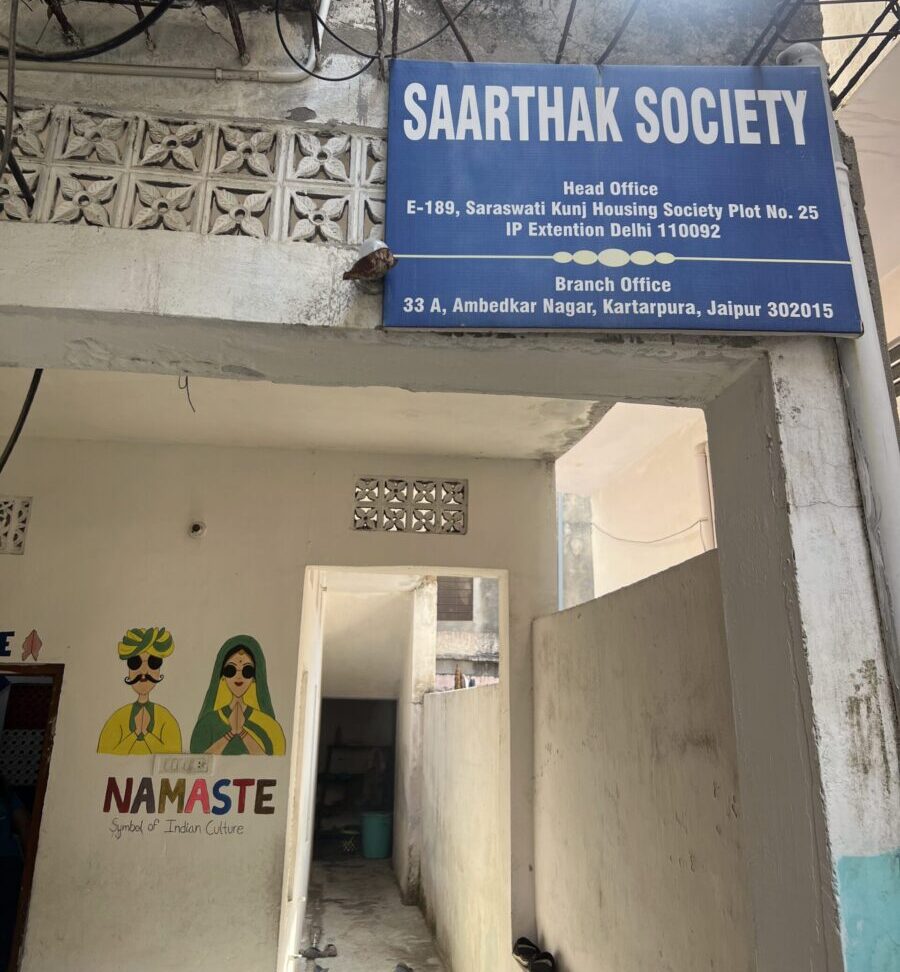 SAARTHAK SOCIETY
Head Office
E-189, Saraswati Kunj Housing Society Plot No. 25
IP Extention Delhi 110092
Branch Office
33 A, Ambedkar Nagar, Kartarpura, Jaipur 302015
E
NAMASTE
Symbol of Indian Culture